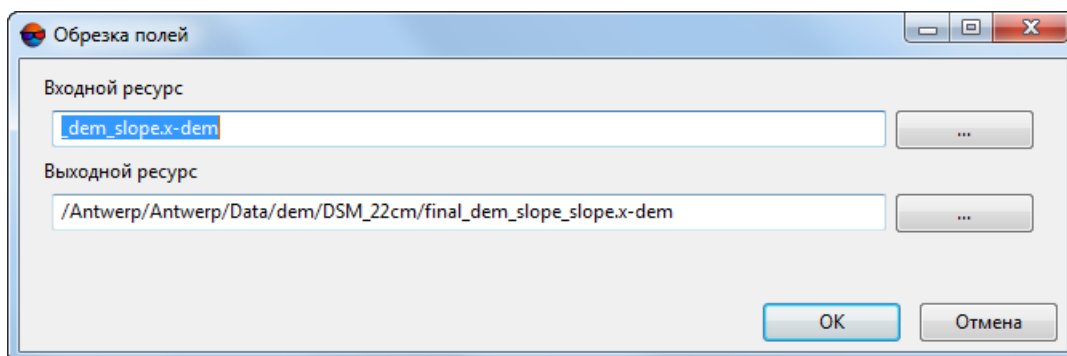 Обрезка полей
Входной ресурс
_dem_slope.x-dem
...
Выходной ресурс
/Antwerp/Antwerp/Data/dem/DSM_22cm/final_dem_slope_slope.x-dem
...
OK
Отмена